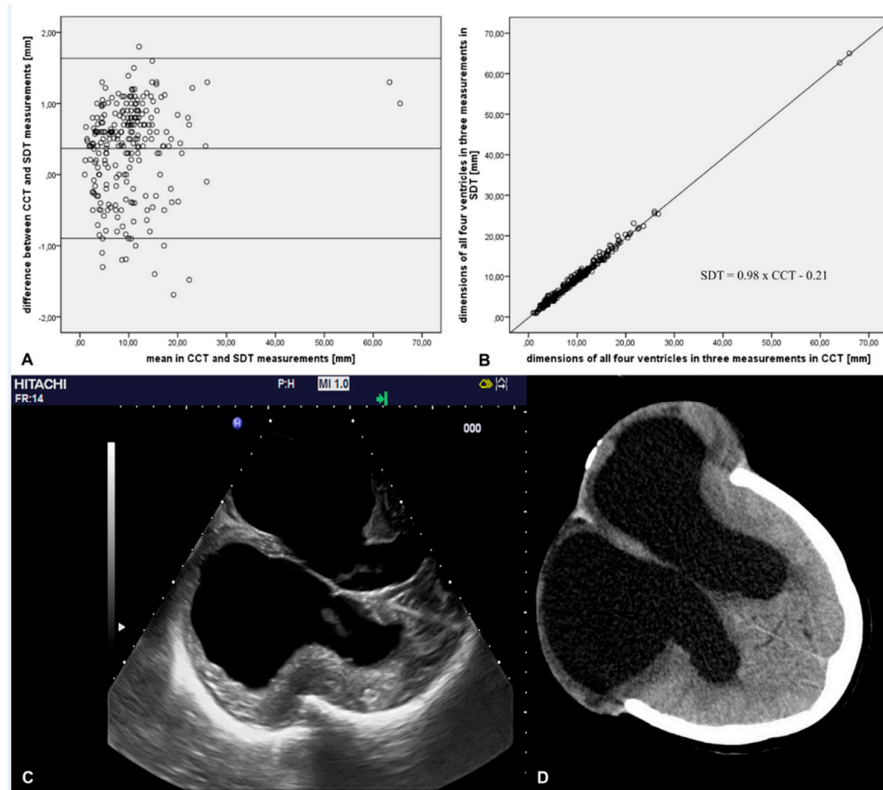 difference between CCT and SDT measurements [mm]
2,00
1,00
,00
-1,00
-2,00
,00
10,00
20,00
30,00
40,00
50,00
60,00
70,00
A
mean in CCT and SDT measurements [mm]
dimensions of all four ventricles in three measurements in
SDT [mm]
70,00
60,00
50,00
40,00
30,00
20,00
10,00
,00
SDT = 0.98 x CCT - 0.21
,00
10,00
20,00
30,00
40,00
50,00
60,00
70,00
B
dimensions of all four ventricles in three measurements in CCT [mm]
HITACHI
P:H
MI 1.0
FR:14
H
000
C
D